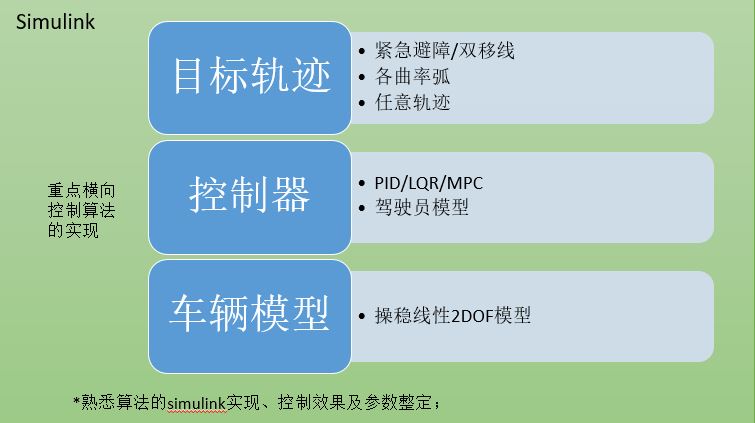 Simulink
目标轨迹
• 紧急避障/双移线
• 各曲率弧
• 任意轨迹
重点横向
控制算法
的实现
控制器
• PID/LQR/MPC
• 驾驶员模型
车辆模型
• 操稳线性2DOF模型
*熟悉算法的simulink实现、控制效果及参数整定；